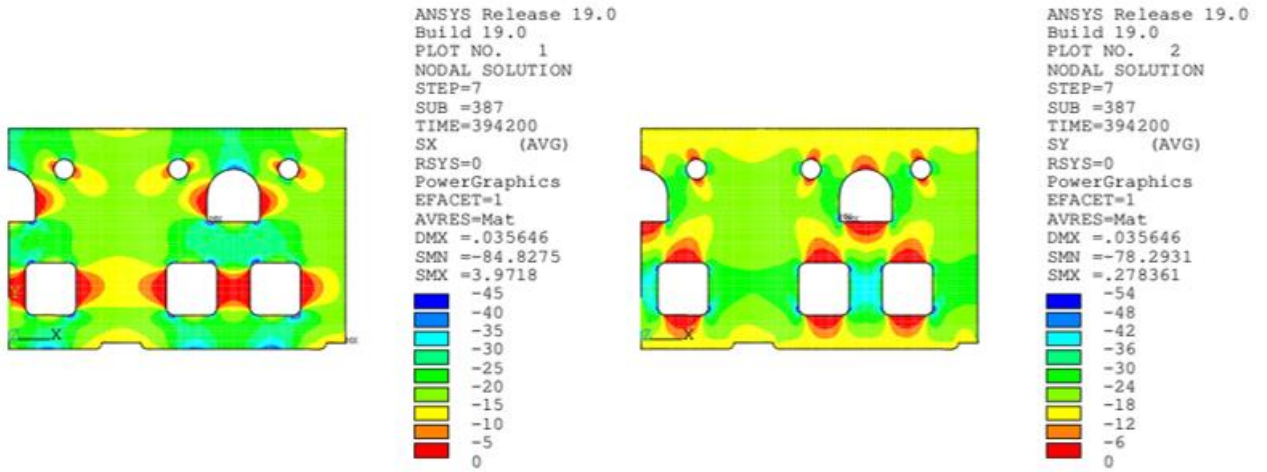 ANSYS Release 19.0
Build 19.0
PLOT NO. 1
NODAL SOLUTION
STEP=7
SUB =387
TIME=394200
SX (AVG)
RSYS=0
PowerGraphics
EFACET=1
AVRES=Mat
DMX =.035646
SMN =-84.8275
SMX =3.9718
-45
-40
-35
-30
-25
-20
-15
-10
-5
0
X
ANSYS Release 19.0
Build 19.0
PLOT NO. 2
NODAL SOLUTION
STEP=7
SUB =387
TIME=394200
SY (AVG)
RSYS=0
PowerGraphics
EFACET=1
AVRES=Mat
DMX =.035646
SMN =-78.2931
SMX =.278361
-54
-48
-42
-36
-30
-24
-18
-12
-6
0
X